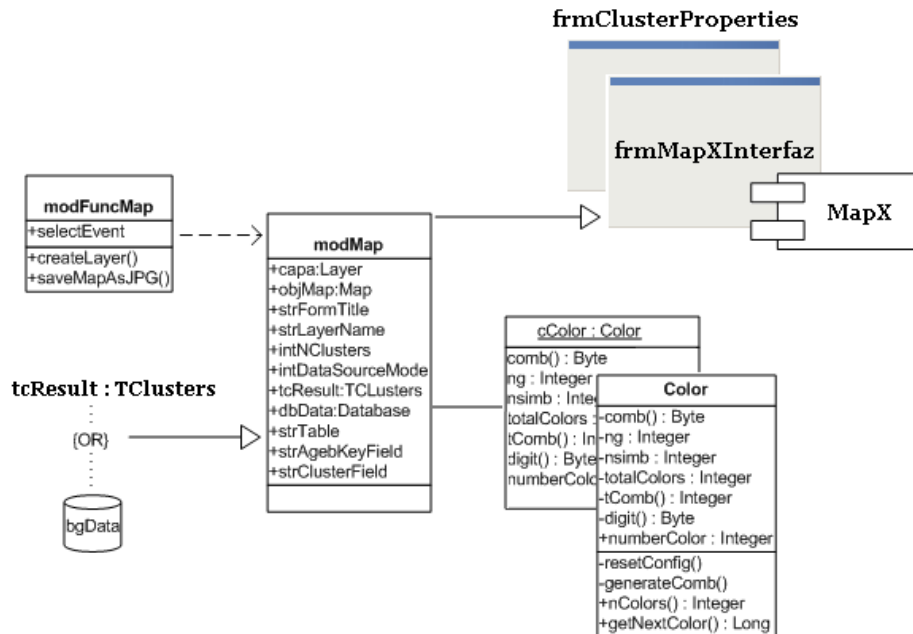 frmClusterProperties
frmMapXInterfaz
MapX
modFuncMap
+selectEvent
+createLayer()
+saveMapAsJPG()
modMap
+capa:Layer
+objMap:Map
+strFormTitle
+strLayerName
+intNClusters
+intDataSourceMode
+tcResult:TCLusters
+dbData:Database
+strTable
+strAgebKeyField
+strClusterField
tcResult : TClusters
{OR}
bgData
cColor : Color
comb() : Byte
ng : Integer
nsimb : Inte
totalColors :
tComb() : In
digit() : Byte
numberColo
Color
-comb() : Byte
-ng : Integer
-nsimb : Integer
-totalColors : Integer
-tComb() : Integer
-digit() : Byte
+numberColor : Integer
-resetConfig()
-generateComb()
+nColors() : Integer
+getNextColor() : Long